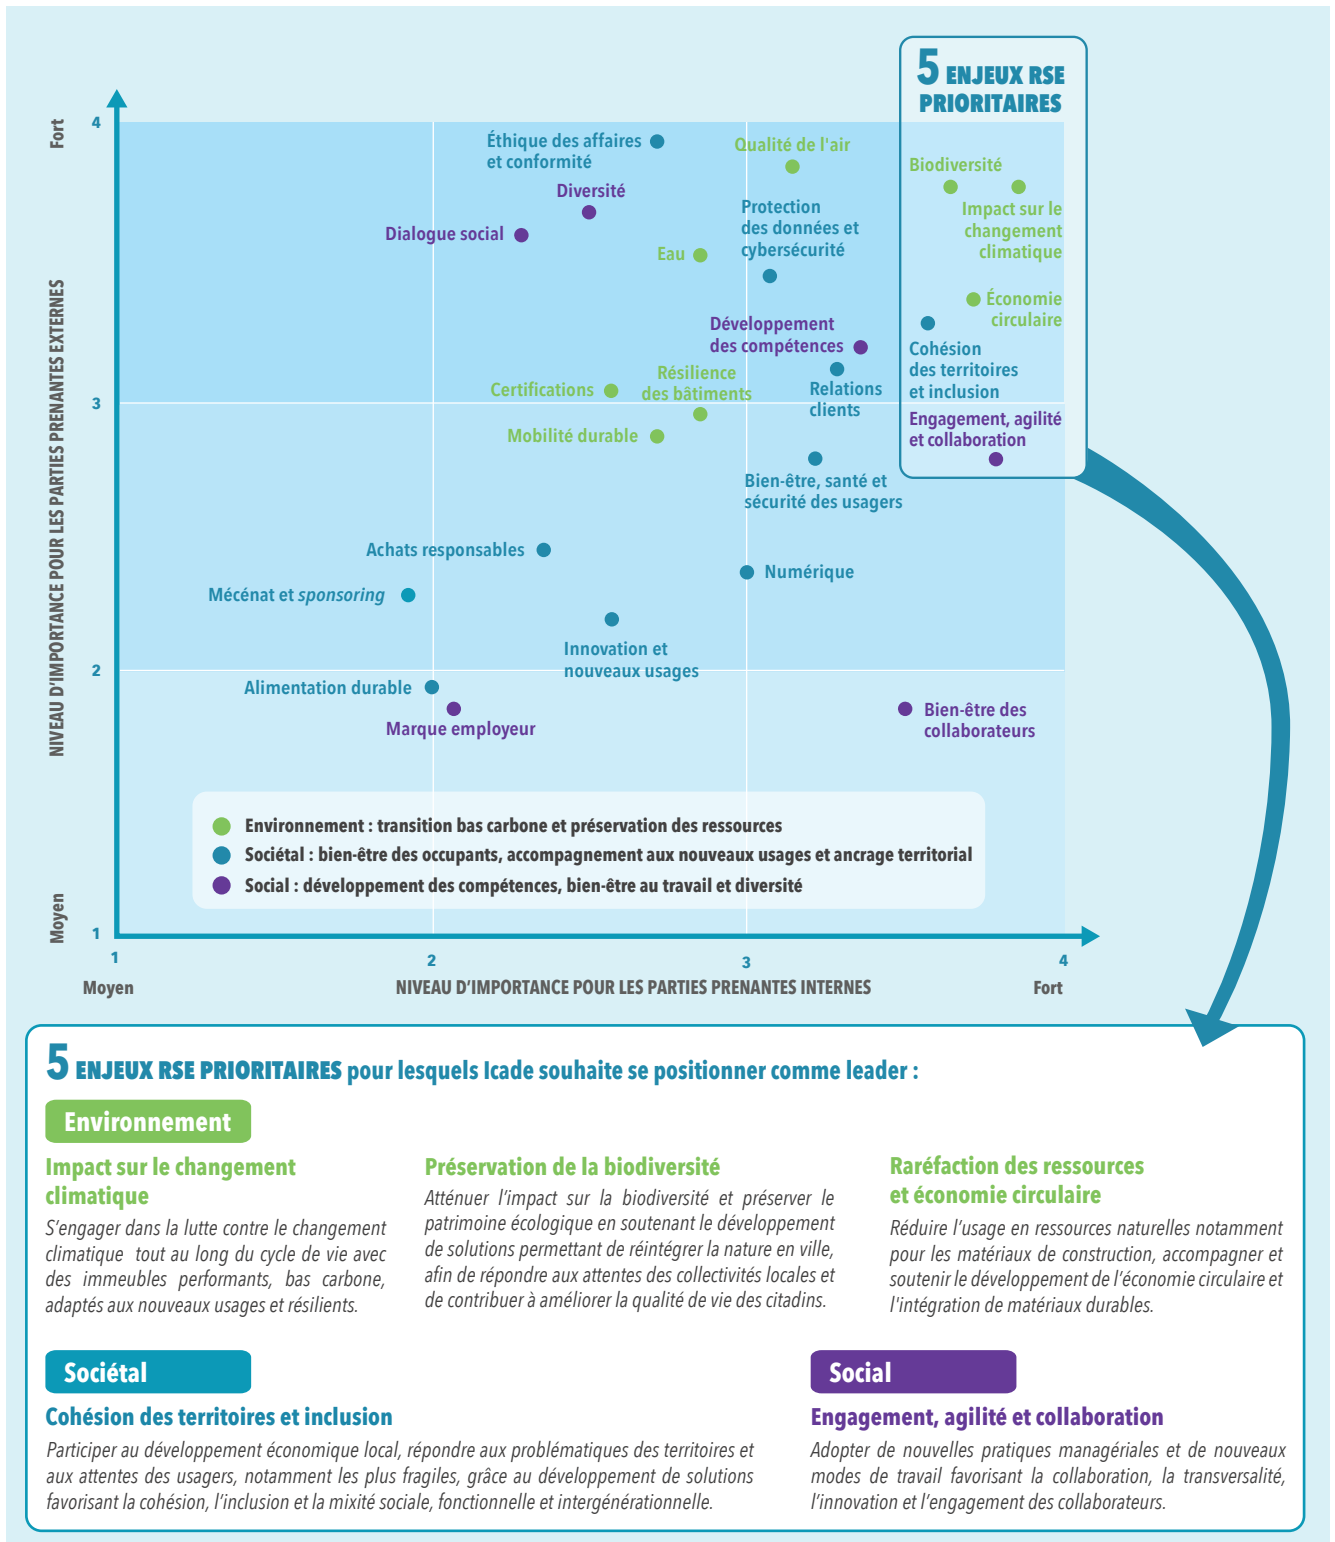 5 ENJEUX RSE
PRIORITAIRES
Fort
4
Éthique des affaires
et conformité
Qualité de l'air
Biodiversité
Diversité
Impact sur le
changement
climatique
Protection
des données et
cybersécurité
Dialogue social
Eau
Économie
circulaire
Développement
des compétences
Cohésion
des territoires
et inclusion
Résilience
des bâtiments
Certifications
Relations
clients
3
Engagement, agilité
et collaboration
Mobilité durable
Bien-être, santé et
sécurité des usagers
NIVEAU D'IMPORTANCE POUR LES PARTIES PRENANTES EXTERNES
Achats responsables
Numérique
Mécénat et sponsoring
Innovation et
nouveaux usages
2
Alimentation durable
Marque employeur
Bien-être des
collaborateurs
Environnement : transition bas carbone et préservation des ressources
Sociétal : bien-être des occupants, accompagnement aux nouveaux usages et ancrage territorial
Social : développement des compétences, bien-être au travail et diversité
Moyen
1
1
2
3
4
Moyen
NIVEAU D'IMPORTANCE POUR LES PARTIES PRENANTES INTERNES
Fort
5 ENJEUX RSE PRIORITAIRES pour lesquels Icade souhaite se positionner comme leader :
Environnement
Impact sur le changement
climatique
S'engager dans la lutte contre le changement
climatique tout au long du cycle de vie avec
des immeubles performants, bas carbone,
adaptés aux nouveaux usages et résilients.
Préservation de la biodiversité
Atténuer l'impact sur la biodiversité et préserver le
patrimoine écologique en soutenant le développement
de solutions permettant de réintégrer la nature en ville,
afin de répondre aux attentes des collectivités locales et
de contribuer à améliorer la qualité de vie des citadins.
Raréfaction des ressources
et économie circulaire
Réduire l'usage en ressources naturelles notamment
pour les matériaux de construction, accompagner et
soutenir le développement de l'économie circulaire et
l'intégration de matériaux durables.
Sociétal
Cohésion des territoires et inclusion
Participer au développement économique local, répondre aux problématiques des territoires et
aux attentes des usagers, notamment les plus fragiles, grâce au développement de solutions
favorisant la cohésion, l'inclusion et la mixité sociale, fonctionnelle et intergénérationnelle.
Social
Engagement, agilité et collaboration
Adopter de nouvelles pratiques managériales et de nouveaux
modes de travail favorisant la collaboration, la transversalité,
l'innovation et l'engagement des collaborateurs.